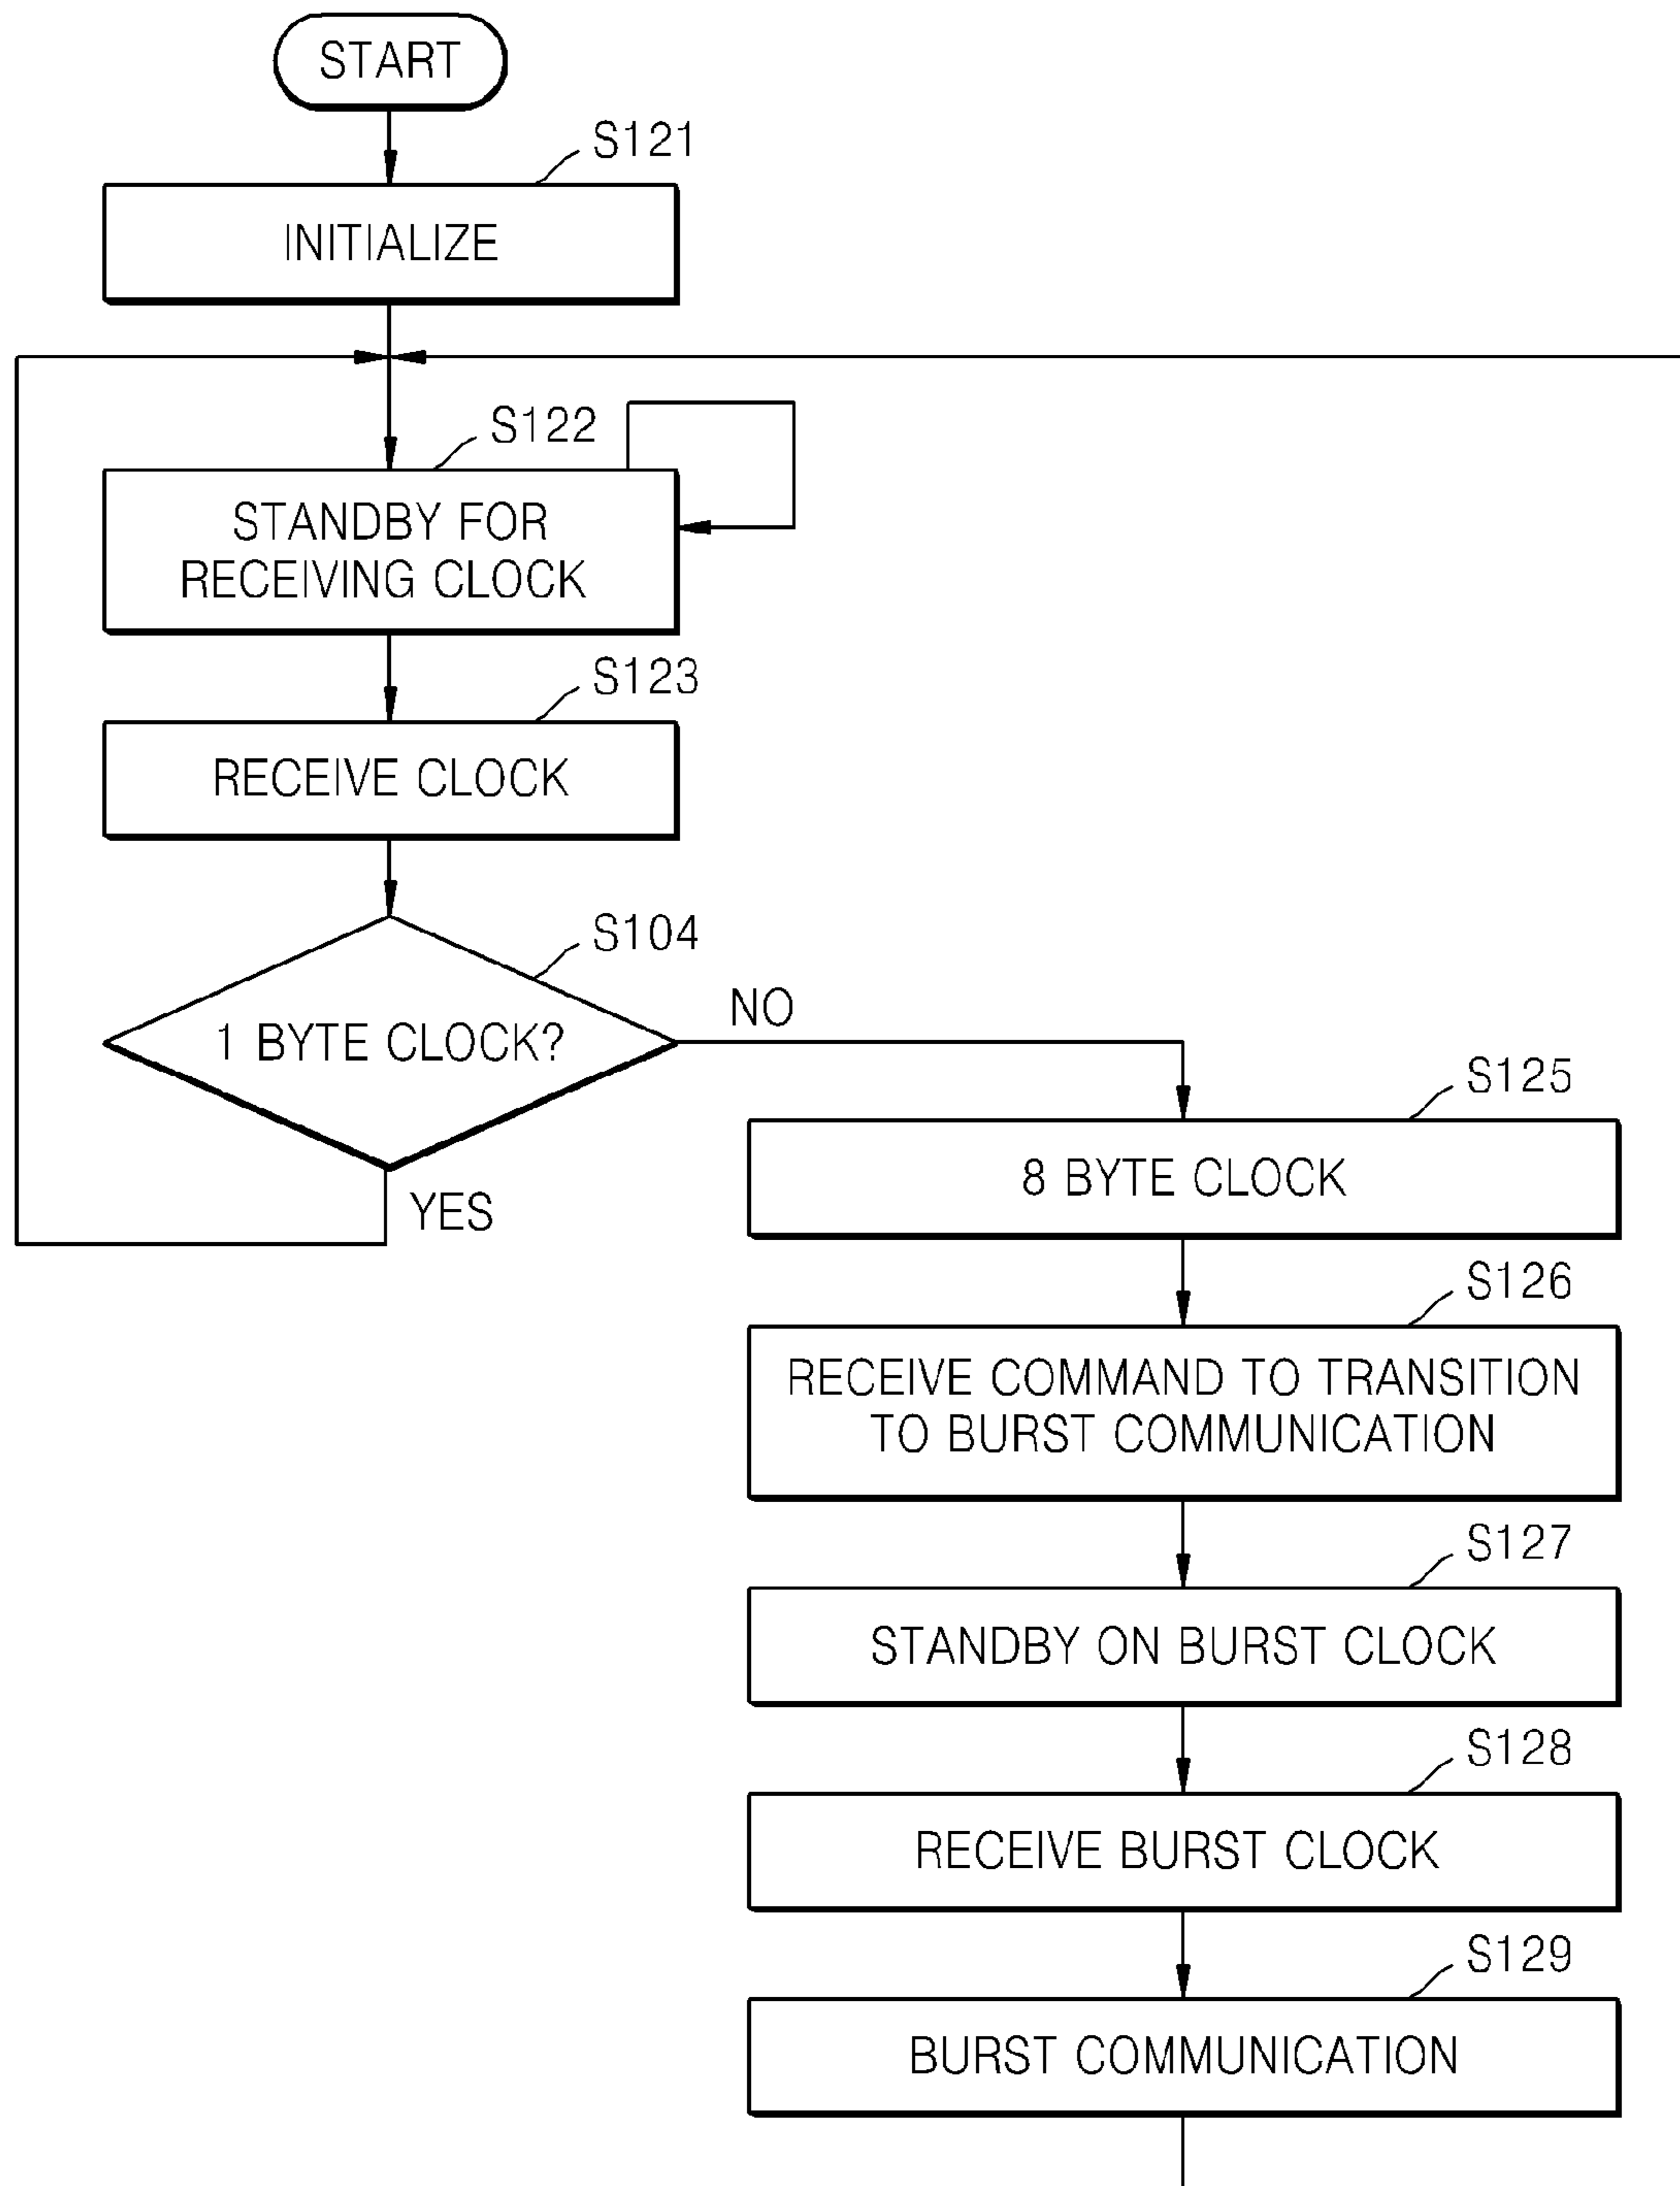 START
S121
INITIALIZE
S122
STANDBY FOR
RECEIVING CLOCK
S123
RECEIVE CLOCK
S104
1 BYTE CLOCK?
NO
YES
S125
8 BYTE CLOCK
S126
RECEIVE COMMAND TO TRANSITION
TO BURST COMMUNICATION
S127
STANDBY ON BURST CLOCK
S128
RECEIVE BURST CLOCK
S129
BURST COMMUNICATION